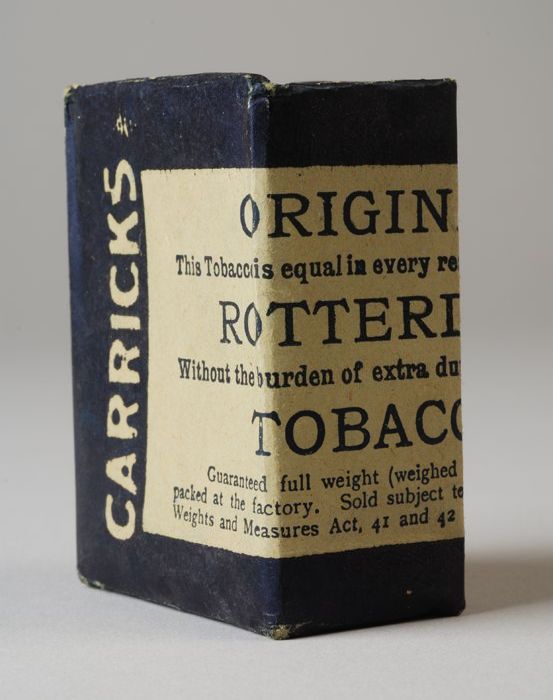 CARRICKS
ORIGIN
This Tobacco is equal in every re
ROTTERD
Without the burden of extra du
TOBACC
Guaranteed full weight (weighed
packed at the factory. Sold subject to
Weights and Measures Act, 41 and 42